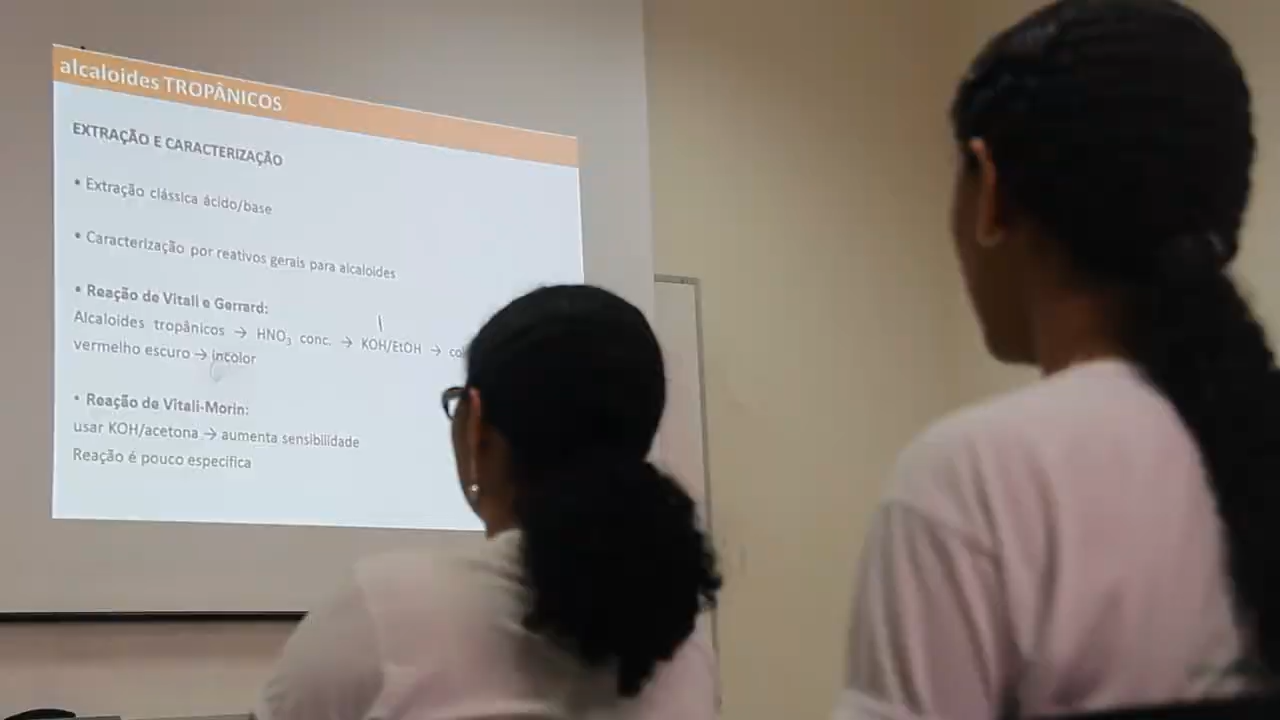 alcaloides TROPÂNICOS
EXTRAÇÃO E CARACTERIZAÇÃO
• Extração clássica ácido/base
• Caracterização por reativos gerais para alcaloides
• Reação de Vitali e Gerrard:
Alcaloides tropânicos → HNO₃ conc. → KOH/EtOH →
vermelho escuro → incolor
• Reação de Vitali-Morin:
usar KOH/acetona → aumenta sensibilidade
Reação é pouco específica